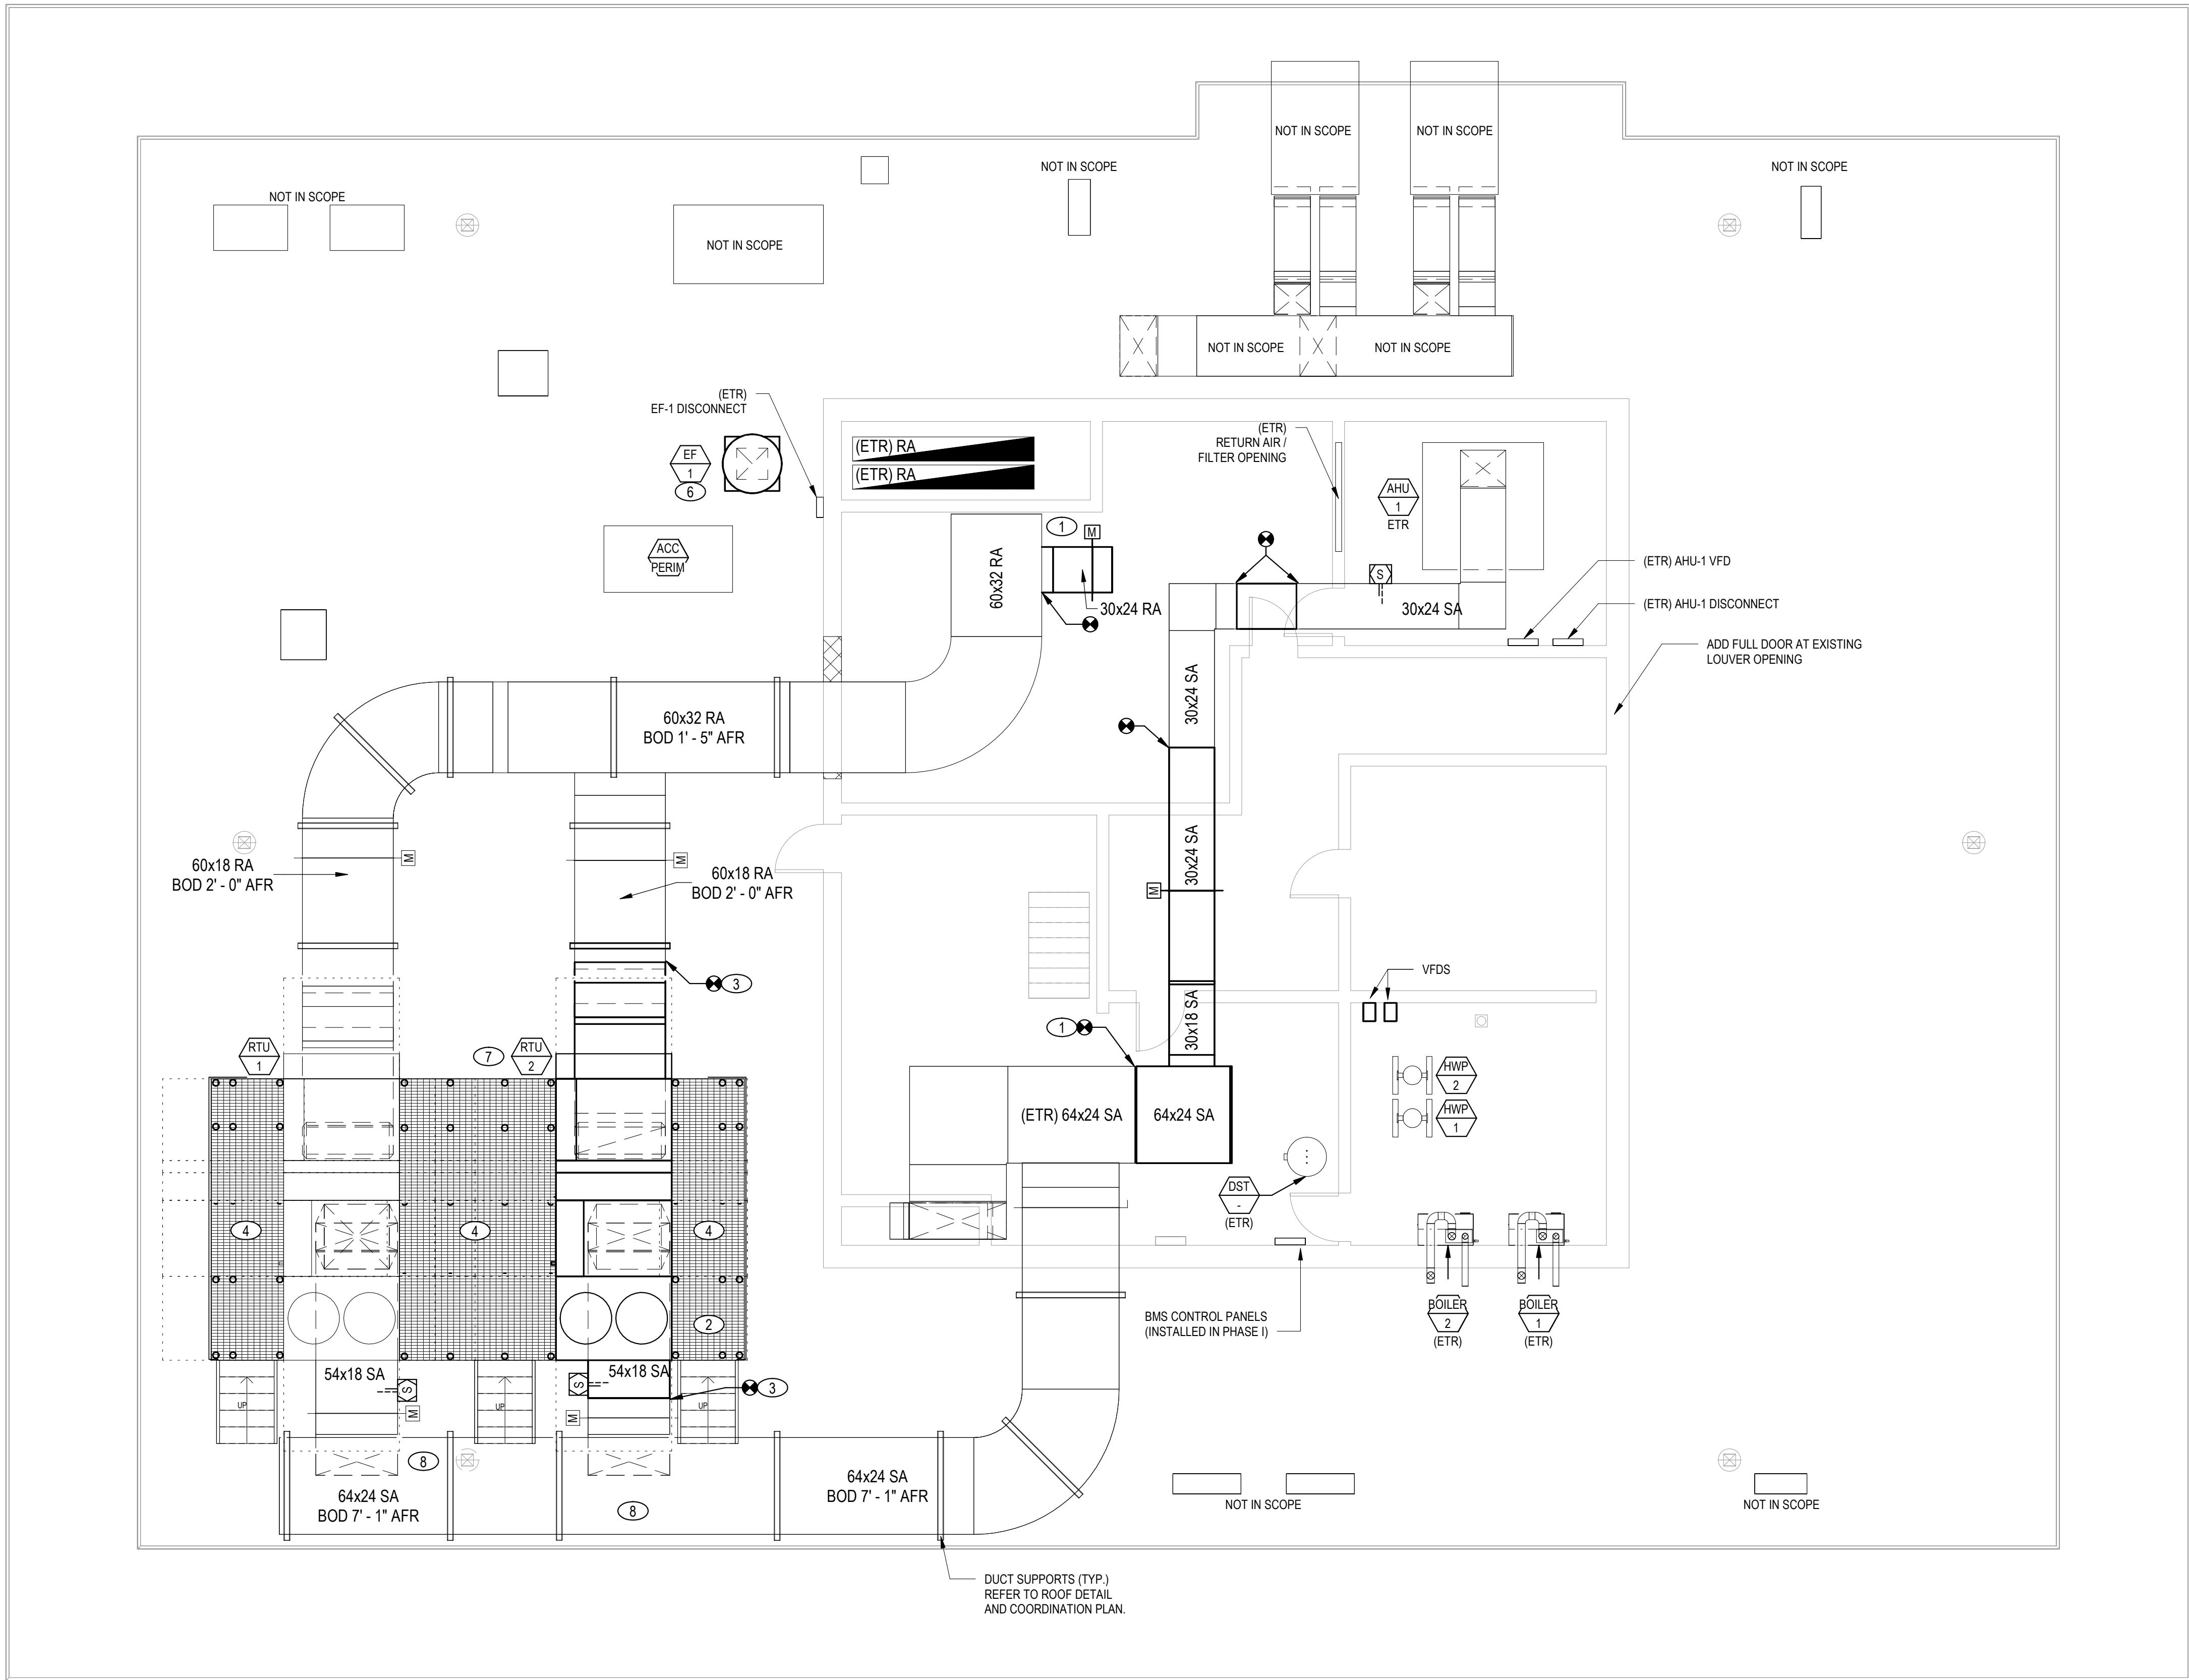 NOT IN SCOPE
NOT IN SCOPE
NOT IN SCOPE
NOT IN SCOPE
NOT IN SCOPE
NOT IN SCOPE
NOT IN SCOPE
NOT IN SCOPE
(ETR)
EF-1 DISCONNECT
(ETR)
RETURN AIR /
FILTER OPENING
(ETR) RA
(ETR) RA
EF
1
6
AHU
1
ETR
ACC
PERIM
1
M
60x32 RA
30x24 RA
S
30x24 SA
(ETR) AHU-1 VFD
(ETR) AHU-1 DISCONNECT
ADD FULL DOOR AT EXISTING
LOUVER OPENING
30x24 SA
60x32 RA
BOD 1' - 5" AFR
60x18 RA
BOD 2' - 0" AFR
M
M
60x18 RA
BOD 2' - 0" AFR
30x24 SA
M
3
VFDS
30x18 SA
1
RTU
1
7
RTU
2
HWP
2
HWP
1
(ETR) 64x24 SA
64x24 SA
DST
-
(ETR)
4
4
4
2
BMS CONTROL PANELS
(INSTALLED IN PHASE I)
BOILER
2
(ETR)
BOILER
1
(ETR)
54x18 SA
54x18 SA
S
S
3
UP
UP
UP
M
M
8
64x24 SA
BOD 7' - 1" AFR
8
64x24 SA
BOD 7' - 1" AFR
NOT IN SCOPE
NOT IN SCOPE
DUCT SUPPORTS (TYP.)
REFER TO ROOF DETAIL
AND COORDINATION PLAN.